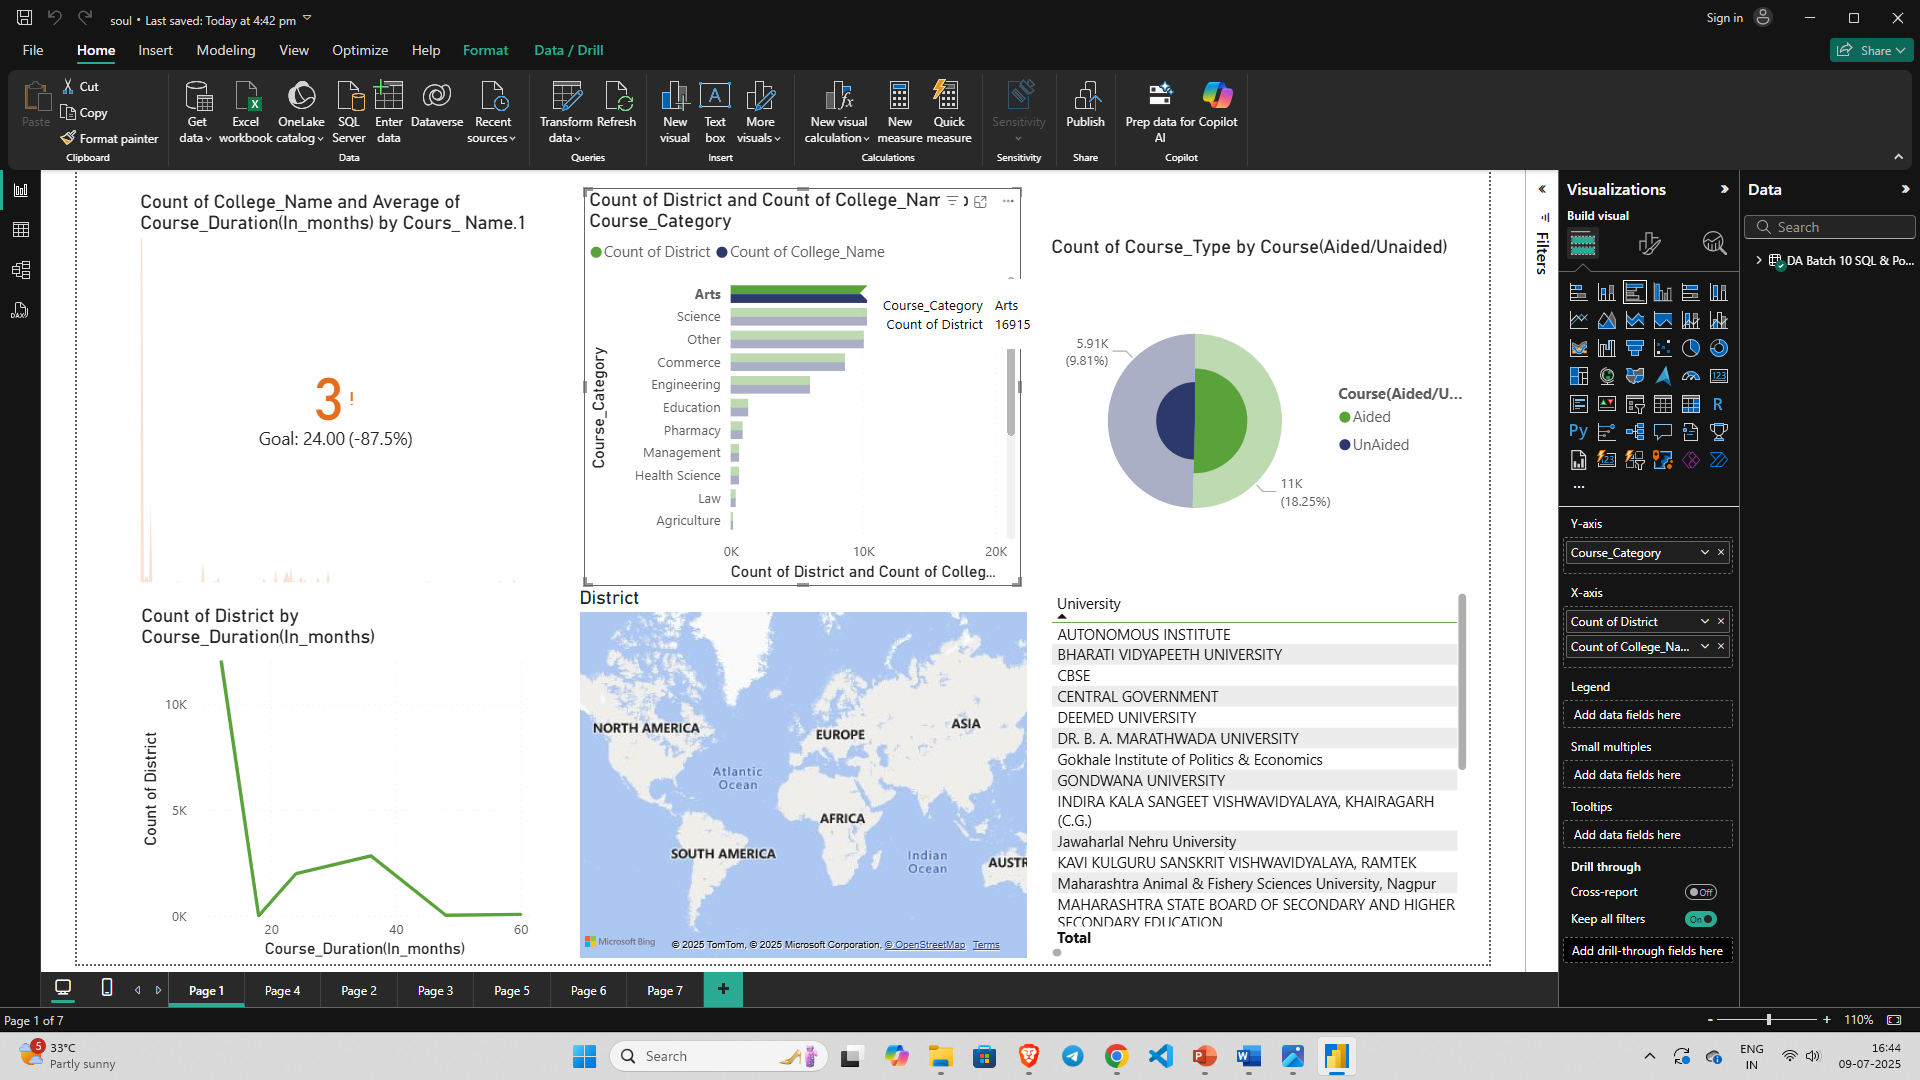 soul • Last saved: Today at 4:42 pm
Sign in
File
Home
Insert
Modeling
View
Optimize
Help
Format
Data / Drill
Share
Paste
Cut
Copy
Format painter
Clipboard
Get data
Excel workbook
OneLake catalog
SQL Server
Enter data
Dataverse
Recent sources
Data
Transform data
Refresh
Queries
New visual
Text box
More visuals
Insert
New visual calculation
New measure
Quick measure
Calculations
Sensitivity
Sensitivity
Publish
Share
Prep data for AI
Copilot
Copilot
Count of College_Name and Average of
Course_Duration(In_months) by Cours_ Name.1
3!
Goal: 24.00 (-87.5%)
Count of District and Count of College_Nam
Course_Category
Count of District
Count of College_Name
Course_Category
Arts
Science
Other
Commerce
Engineering
Education
Pharmacy
Management
Health Science
Law
Agriculture
0K
10K
20K
Count of District and Count of Colleg...
Course_Category Arts
Count of District 16915
Count of Course_Type by Course(Aided/Unaided)
5.91K
(9.81%)
11K
(18.25%)
Course(Aided/U...
Aided
UnAided
Count of District by
Course_Duration(In_months)
Count of District
10K
5K
0K
20
40
60
Course_Duration(In_months)
District
NORTH AMERICA
EUROPE
ASIA
Atlantic
Ocean
AFRICA
SOUTH AMERICA
Indian
Ocean
AUSTR
Microsoft Bing
© 2025 TomTom, © 2025 Microsoft Corporation, © OpenStreetMap Terms
University
AUTONOMOUS INSTITUTE
BHARATI VIDYAPEETH UNIVERSITY
CBSE
CENTRAL GOVERNMENT
DEEMED UNIVERSITY
DR. B. A. MARATHWADA UNIVERSITY
Gokhale Institute of Politics & Economics
GONDWANA UNIVERSITY
INDIRA KALA SANGEET VISHWAVIDYALAYA, KHAIRAGARH
(C.G.)
Jawaharlal Nehru University
KAVI KULGURU SANSKRIT VISHWAVIDYALAYA, RAMTEK
Maharashtra Animal & Fishery Sciences University, Nagpur
MAHARASHTRA STATE BOARD OF SECONDARY AND HIGHER
SECONDARY EDUCATION
Total
Filters
Visualizations
Build visual
R
Py
123
...
Y-axis
Course_Category
X-axis
Count of District
Count of College_Na...
Legend
Add data fields here
Small multiples
Add data fields here
Tooltips
Add data fields here
Drill through
Cross-report
Off
Keep all filters
On
Add drill-through fields here
Data
Search
DA Batch 10 SQL & Po...
Page 1
Page 4
Page 2
Page 3
Page 5
Page 6
Page 7
+
Page 1 of 7
- + 110%
5
33°C
Partly sunny
Search
ENG
IN
16:44
09-07-2025